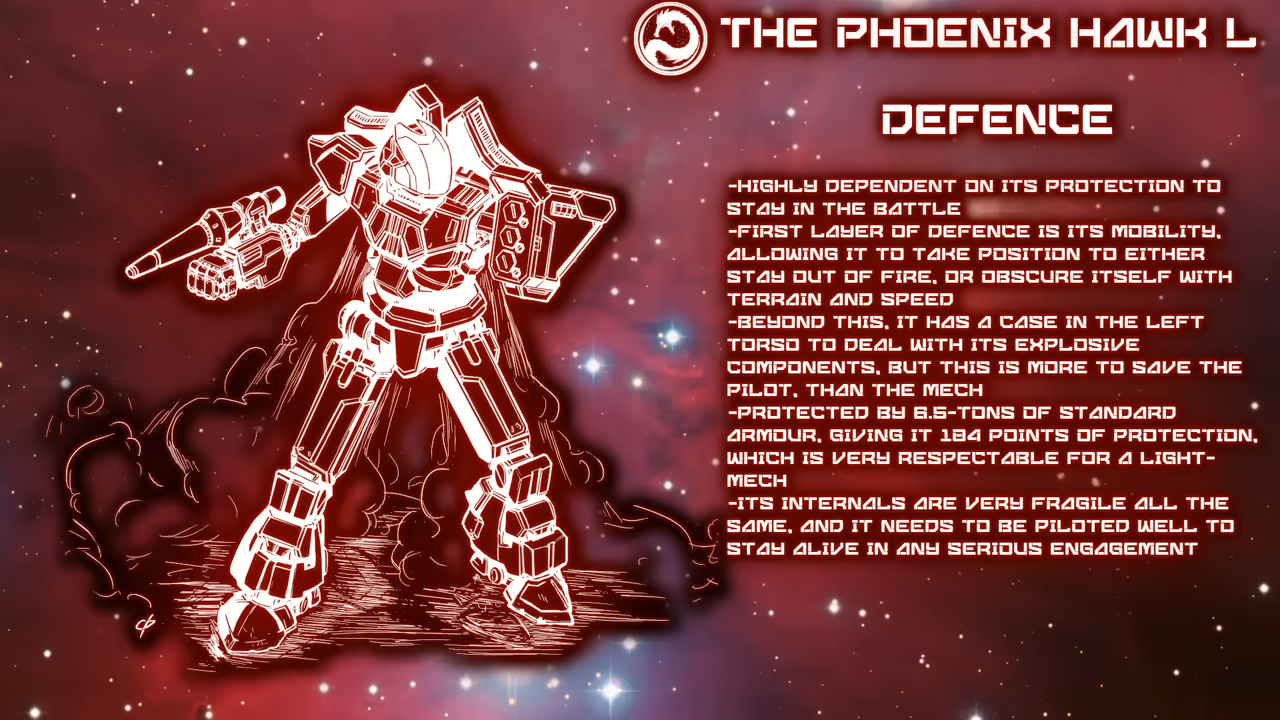 THE PHOENIX HAWK L
DEFENCE
-HIGHLY DEPENDENT ON ITS PROTECTION TO
STAY IN THE BATTLE
-FIRST LAYER OF DEFENCE IS ITS MOBILITY,
ALLOWING IT TO TAKE POSITION TO EITHER
STAY OUT OF FIRE, OR OBSCURE ITSELF WITH
TERRAIN AND SPEED
-BEYOND THIS, IT HAS A CASE IN THE LEFT
TORSO TO DEAL WITH ITS EXPLOSIVE
COMPONENTS, BUT THIS IS MORE TO SAVE THE
PILOT, THAN THE MECH
-PROTECTED BY 6.5-TONS OF STANDARD
ARMOUR, GIVING IT 184 POINTS OF PROTECTION,
WHICH IS VERY RESPECTABLE FOR A LIGHT-
MECH
-ITS INTERNALS ARE VERY FRAGILE ALL THE
SAME, AND IT NEEDS TO BE PILOTED WELL TO
STAY ALIVE IN ANY SERIOUS ENGAGEMENT